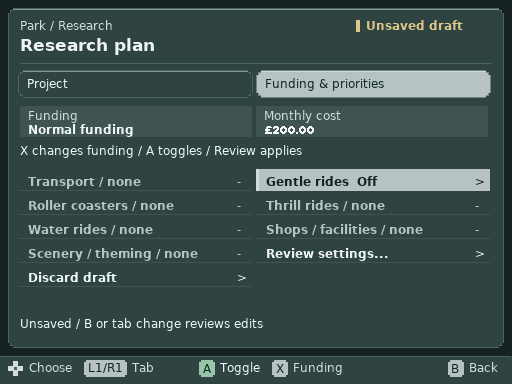 Park / Research
Unsaved draft
Research plan
Project
Funding & priorities
Funding
Normal funding
Monthly cost
£200.00
X changes funding / A toggles / Review applies
Transport / none -
Gentle rides Off >
Roller coasters / none -
Thrill rides / none -
Water rides / none -
Shops / facilities / none -
Scenery / theming / none -
Review settings... >
Discard draft >
Unsaved / B or tab change reviews edits
Choose L1/R1 Tab A Toggle X Funding B Back